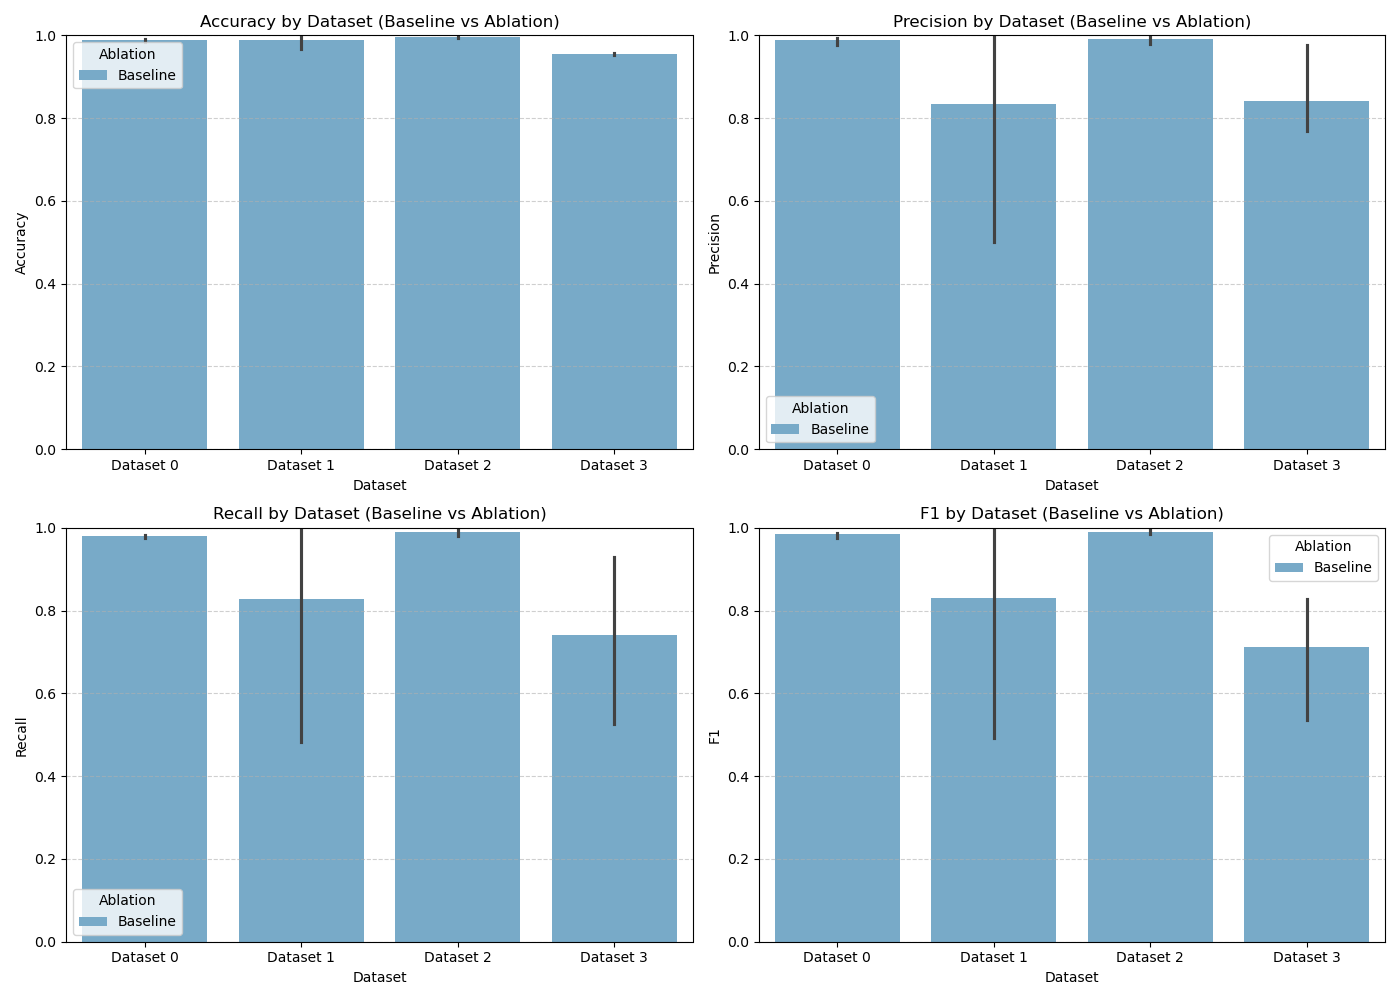 Accuracy by Dataset (Baseline vs Ablation)
1.0
0.8
0.6
0.4
0.2
0.0
Accuracy
Ablation
Baseline
Dataset 0 Dataset 1 Dataset 2 Dataset 3
Dataset
Precision by Dataset (Baseline vs Ablation)
1.0
0.8
0.6
0.4
0.2
0.0
Precision
Ablation
Baseline
Dataset 0 Dataset 1 Dataset 2 Dataset 3
Dataset
Recall by Dataset (Baseline vs Ablation)
1.0
0.8
0.6
0.4
0.2
0.0
Recall
Ablation
Baseline
Dataset 0 Dataset 1 Dataset 2 Dataset 3
Dataset
F1 by Dataset (Baseline vs Ablation)
1.0
0.8
0.6
0.4
0.2
0.0
F1
Ablation
Baseline
Dataset 0 Dataset 1 Dataset 2 Dataset 3
Dataset